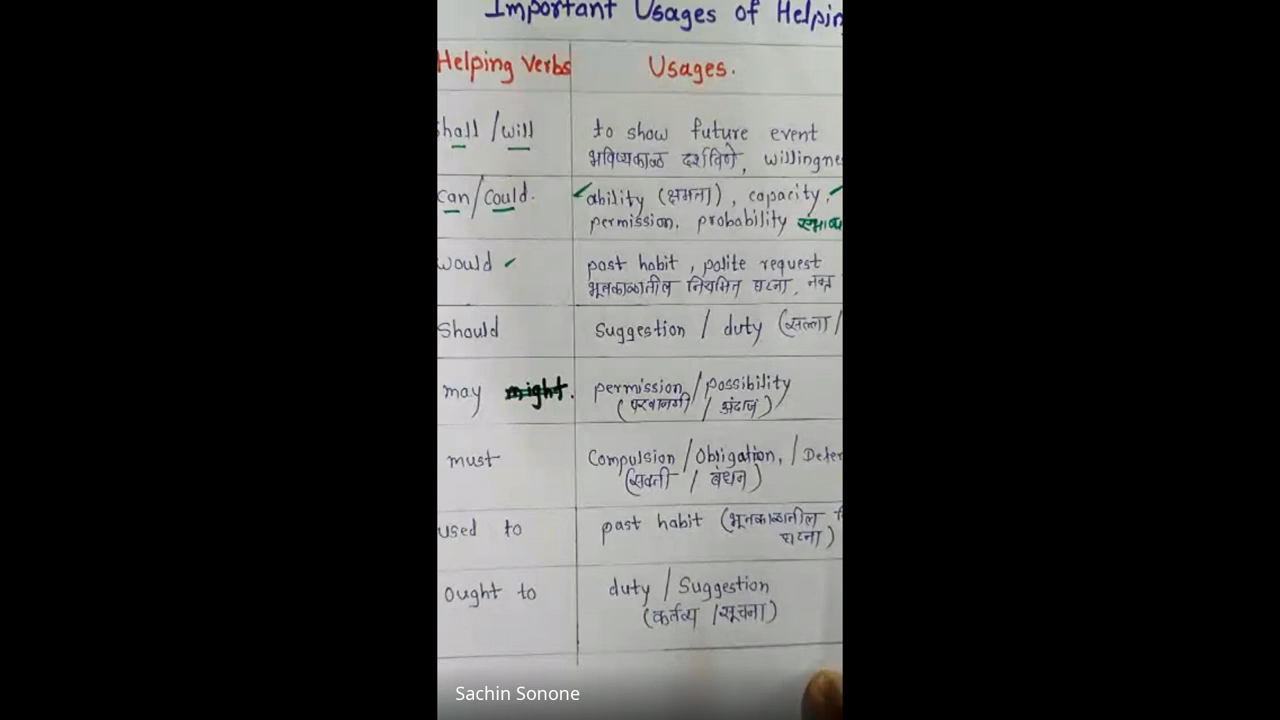 Important Usages of Helpin
Helping Verbs
Usages.
hall / will
to show future event
भविष्यकाळ दर्शविणे, willingne
can/could.
ability (क्षमता), capacity,
permission, probability संभाव्य
would
past habit, polite request
भूतकाळातील नियमित घटना, नम्र
Should
Suggestion / duty (सल्ला /
may might.
permission / possibility
(परवानगी / अंदाज)
must
Compulsion / Obligation, / Deter
(सक्ती / बंधन)
used to
past habit (भूतकाळातील
घटना)
ought to
duty / Suggestion
(कर्तव्य / सूचना)
Sachin Sonone